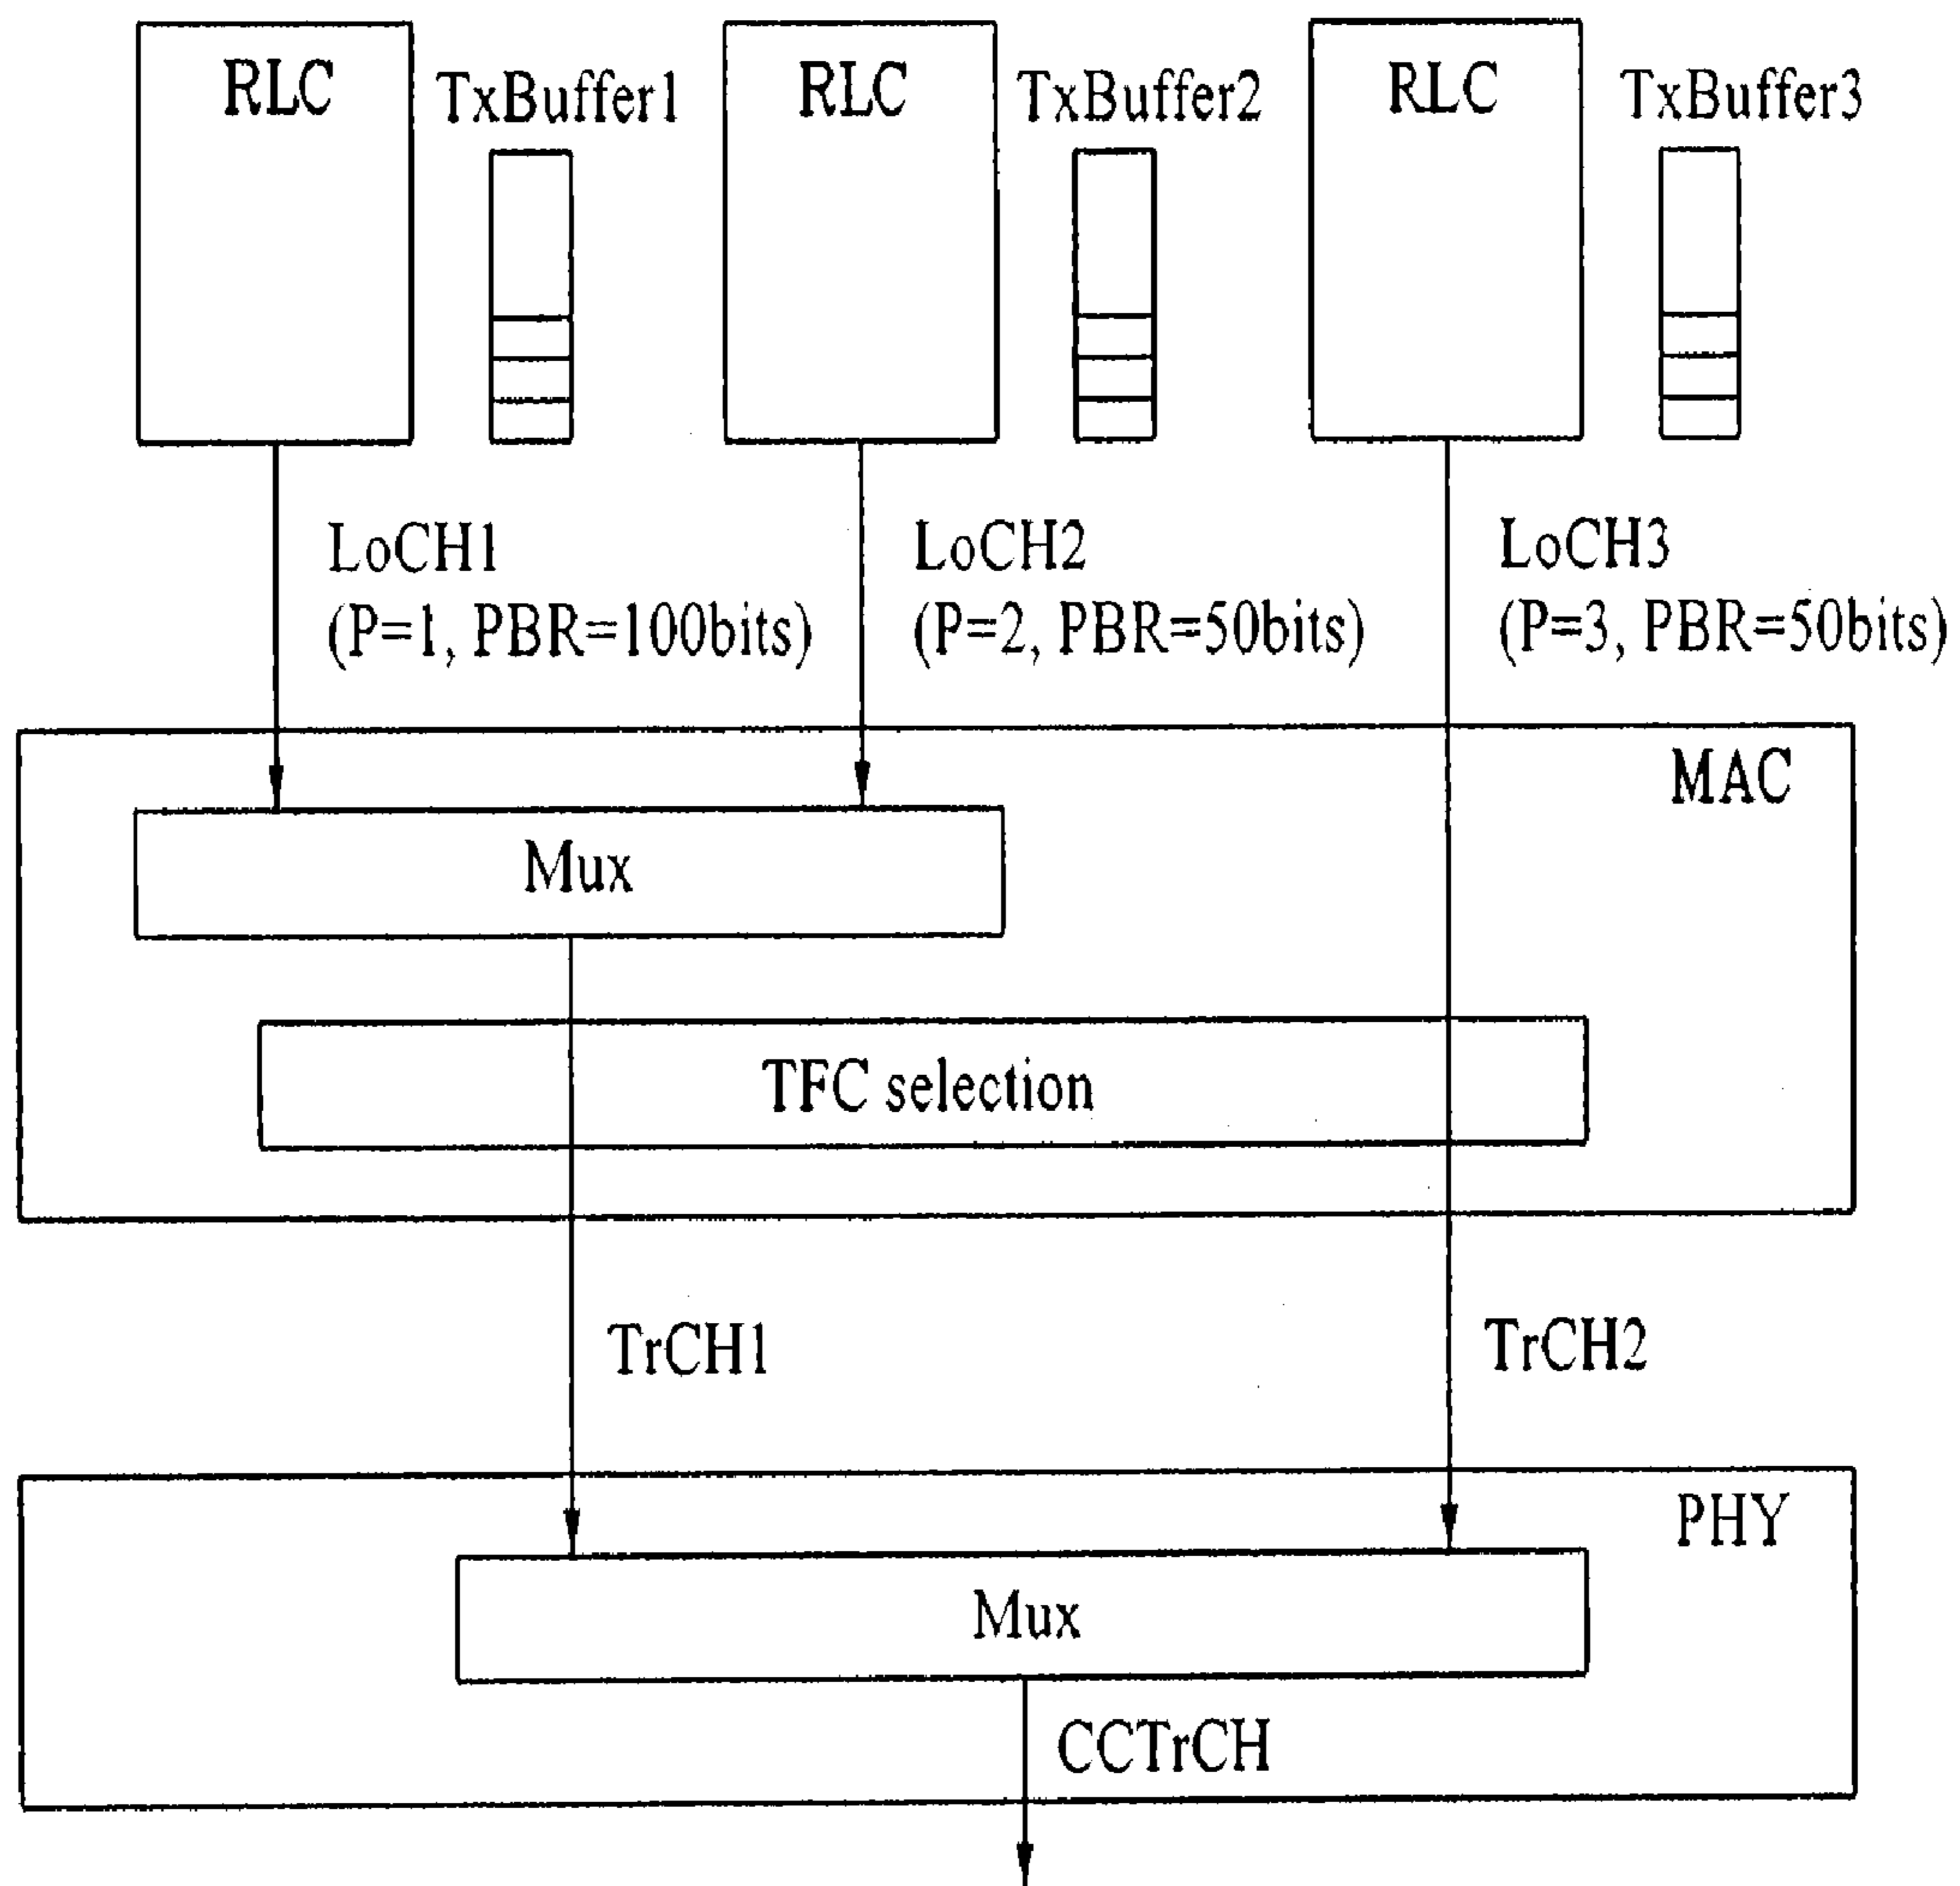 RLC
TxBuffer1
RLC
TxBuffer2
RLC
TxBuffer3
LoCH1
(P=1, PBR=100bits)
LoCH2
(P=2, PBR=50bits)
LoCH3
(P=3, PBR=50bits)
MAC
Mux
TFC selection
TrCH1
TrCH2
PHY
Mux
CCTrCH